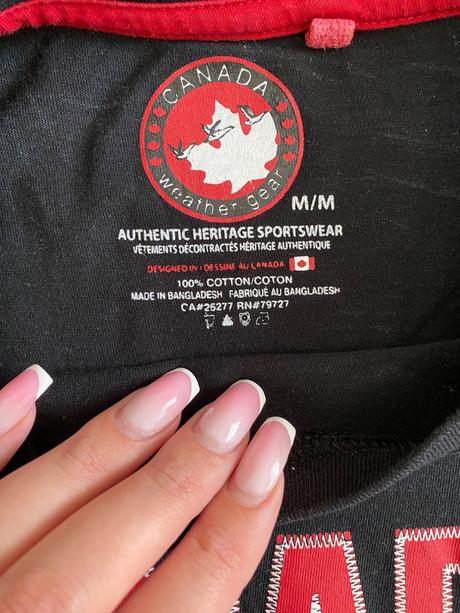 CANADA
weather gear
M/M
AUTHENTIC HERITAGE SPORTSWEAR
VÊTEMENTS DÉCONTRACTÉS HÉRITAGE AUTHENTIQUE
DESIGNED IN / DESSINÉ AU CANADA
100% COTTON/COTON
MADE IN BANGLADESH FABRIQUÉ AU BANGLADESH
CA#25277 RN#79727